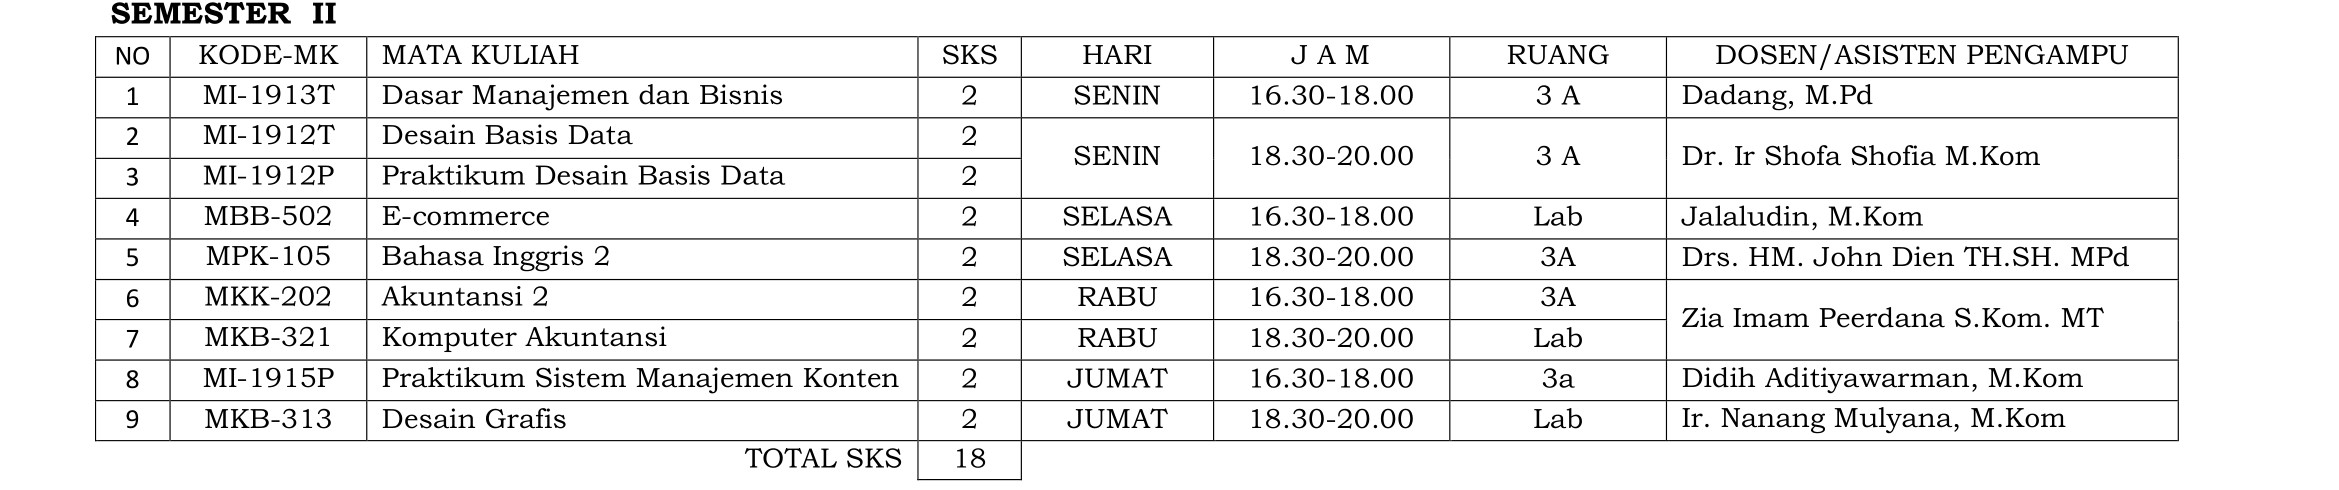 SEMESTER II
NO KODE-MK MATA KULIAH SKS HARI J A M RUANG DOSEN/ASISTEN PENGAMPU
1 MI-1913T Dasar Manajemen dan Bisnis 2 SENIN 16.30-18.00 3 A Dadang, M.Pd
2 MI-1912T Desain Basis Data 2
SENIN 18.30-20.00 3 A Dr. Ir Shofa Shofia M.Kom
3 MI-1912P Praktikum Desain Basis Data 2
4 MBB-502 E-commerce 2 SELASA 16.30-18.00 Lab Jalaludin, M.Kom
5 MPK-105 Bahasa Inggris 2 2 SELASA 18.30-20.00 3A Drs. HM. John Dien TH.SH. MPd
6 MKK-202 Akuntansi 2 2 RABU 16.30-18.00 3A
Zia Imam Peerdana S.Kom. MT
7 MKB-321 Komputer Akuntansi 2 RABU 18.30-20.00 Lab
8 MI-1915P Praktikum Sistem Manajemen Konten 2 JUMAT 16.30-18.00 3a Didih Aditiyawarman, M.Kom
9 MKB-313 Desain Grafis 2 JUMAT 18.30-20.00 Lab Ir. Nanang Mulyana, M.Kom
TOTAL SKS 18